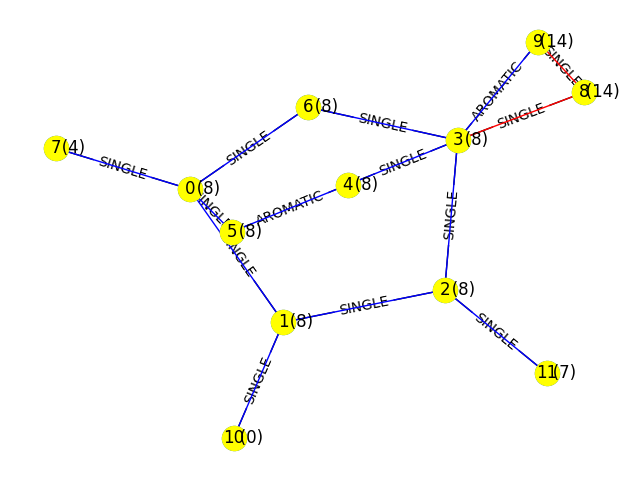 9(14)
SINGLE
8(14)
AROMATIC
6(8)
SINGLE
SINGLE
3(8)
7(4)
SINGLE
SINGLE
SINGLE
4(8)
0(8)
AROMATIC
SINGLE
5(8)
SINGLE
SINGLE
2(8)
SINGLE
1(8)
SINGLE
11(7)
SINGLE
10(0)